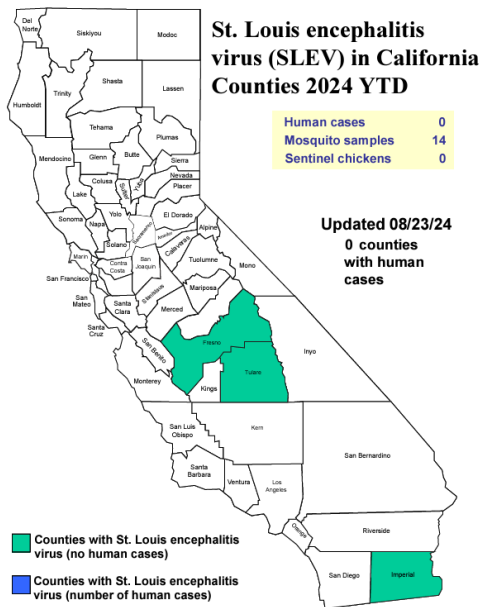 St. Louis encephalitis
virus (SLEV) in California
Counties 2024 YTD
Human cases 0
Mosquito samples 14
Sentinel chickens 0
Updated 08/23/24
0 counties
with human
cases
Del
Norte
Siskiyou
Modoc
Humboldt
Trinity
Shasta
Lassen
Tehama
Plumas
Mendocino
Glenn
Butte
Sierra
Nevada
Placer
Colusa
Sutter
Yuba
Lake
Sonoma
Napa
Yolo
Sacramento
El Dorado
Alpine
Amador
Solano
Calaveras
Marin
Contra
Costa
San
Joaquin
Tuolumne
Mono
San Francisco
San
Mateo
Santa
Clara
Stanislaus
Mariposa
Merced
Santa
Cruz
San Benito
Fresno
Inyo
Monterey
Kings
Tulare
San Luis
Obispo
Kern
San Bernardino
Santa
Barbara
Ventura
Los
Angeles
Orange
Riverside
San Diego
Imperial
Counties with St. Louis encephalitis
virus (no human cases)
Counties with St. Louis encephalitis
virus (number of human cases)